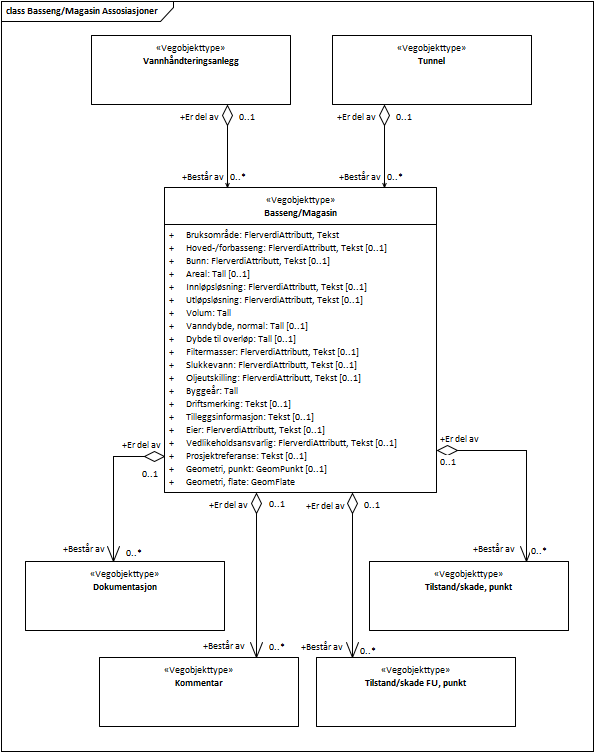 class Basseng/Magasin Assosiasjoner
«Vegobjekttype»
Vannhåndteringsanlegg
«Vegobjekttype»
Tunnel
+Er del av 0..1
+Er del av 0..1
+Består av 0..*
+Består av 0..*
«Vegobjekttype»
Basseng/Magasin
+ Bruksområde: FlerverdiAttributt, Tekst
+ Hoved-/forbasseng: FlerverdiAttributt, Tekst [0..1]
+ Bunn: FlerverdiAttributt, Tekst [0..1]
+ Areal: Tall [0..1]
+ Innløpsløsning: FlerverdiAttributt, Tekst [0..1]
+ Utløpsløsning: FlerverdiAttributt, Tekst [0..1]
+ Volum: Tall
+ Vanndybde, normal: Tall [0..1]
+ Dybde til overløp: Tall [0..1]
+ Filtermasser: FlerverdiAttributt, Tekst [0..1]
+ Slukkevann: FlerverdiAttributt, Tekst [0..1]
+ Oljeutskilling: FlerverdiAttributt, Tekst [0..1]
+ Byggeår: Tall
+ Driftsmerking: Tekst [0..1]
+ Tilleggsinformasjon: Tekst [0..1]
+ Eier: FlerverdiAttributt, Tekst [0..1]
+ Vedlikeholdsansvarlig: FlerverdiAttributt, Tekst [0..1]
+ Prosjektreferanse: Tekst [0..1]
+ Geometri, punkt: GeomPunkt [0..1]
+ Geometri, flate: GeomFlate
+Er del av
0..1
+Er del av
0..1
+Er del av 0..1
+Er del av 0..1
+Består av 0..*
+Består av 0..*
«Vegobjekttype»
Dokumentasjon
«Vegobjekttype»
Tilstand/skade, punkt
+Består av 0..*
+Består av 0..*
«Vegobjekttype»
Kommentar
«Vegobjekttype»
Tilstand/skade FU, punkt